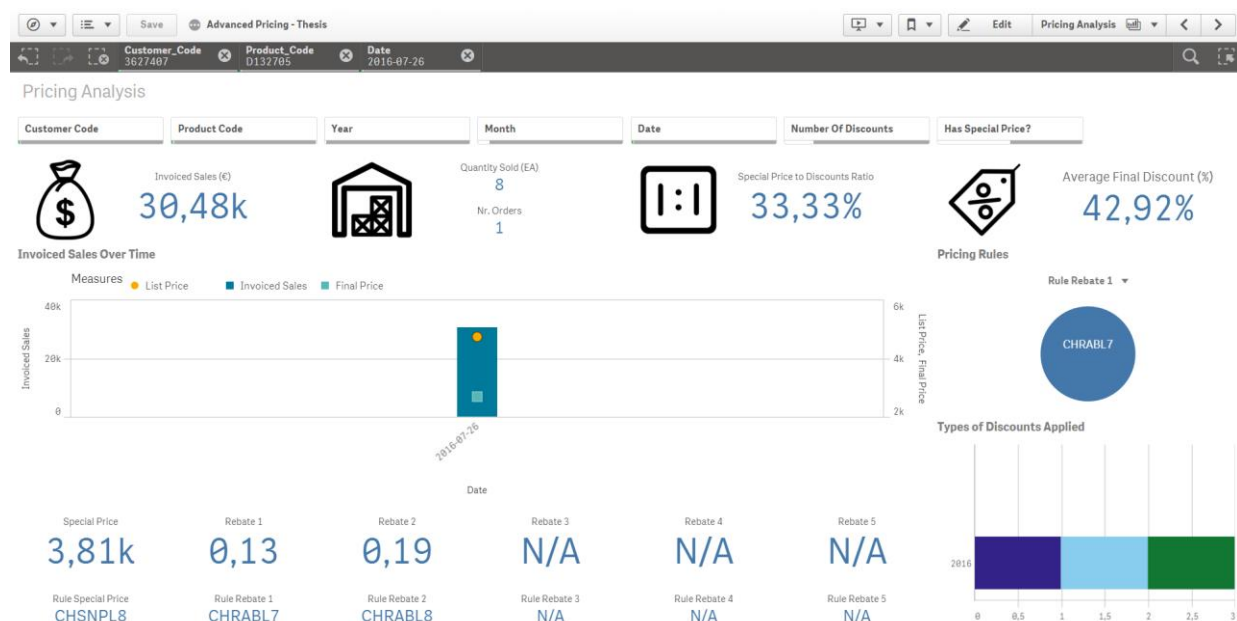 Save
Advanced Pricing - Thesis
Edit
Pricing Analysis
Customer_Code
3627407
Product_Code
D132705
Date
2016-07-26
Pricing Analysis
Customer Code
Product Code
Year
Month
Date
Number Of Discounts
Has Special Price?
$
Invoiced Sales (€)
30,48k
Quantity Sold (EA)
8
Nr. Orders
1
1:1
Special Price to Discounts Ratio
33,33%
%
Average Final Discount (%)
42,92%
Invoiced Sales Over Time
Measures
List Price
Invoiced Sales
Final Price
40k
20k
0
Invoiced Sales
6k
4k
2k
List Price, Final Price
2016-07-26
Date
Pricing Rules
Rule Rebate 1
CHRABL7
Types of Discounts Applied
2016
0 0,5 1 1,5 2 2,5 3
Special Price
3,81k
Rebate 1
0,13
Rebate 2
0,19
Rebate 3
N/A
Rebate 4
N/A
Rebate 5
N/A
Rule Special Price
CHSNPL8
Rule Rebate 1
CHRABL7
Rule Rebate 2
CHRABL8
Rule Rebate 3
N/A
Rule Rebate 4
N/A
Rule Rebate 5
N/A